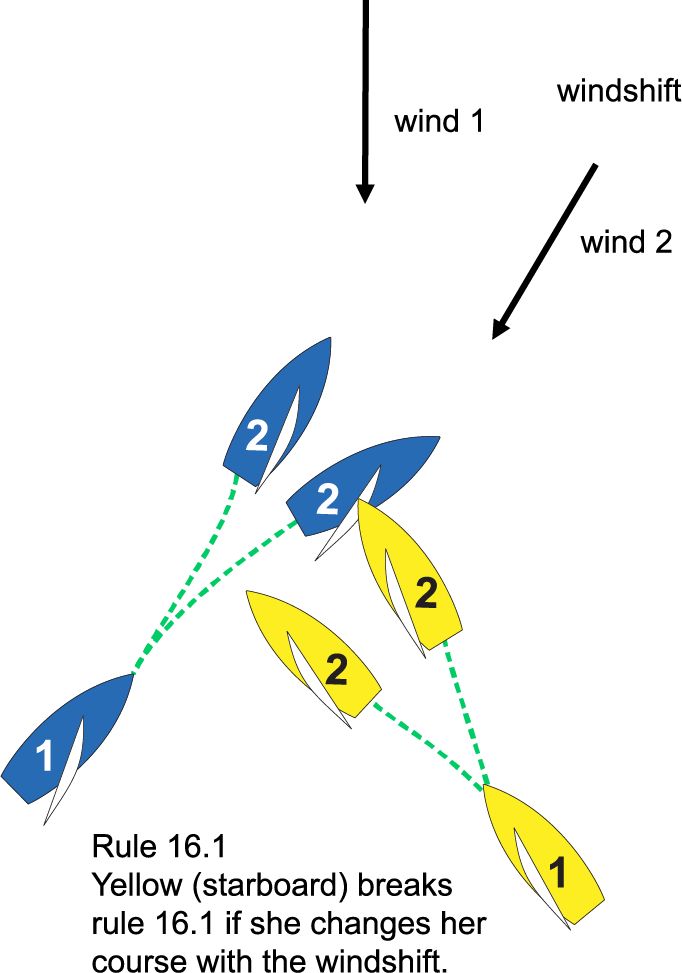 windshift
wind 1
wind 2
2
2
2
2
1
1
Rule 16.1
Yellow (starboard) breaks
rule 16.1 if she changes her
course with the windshift.